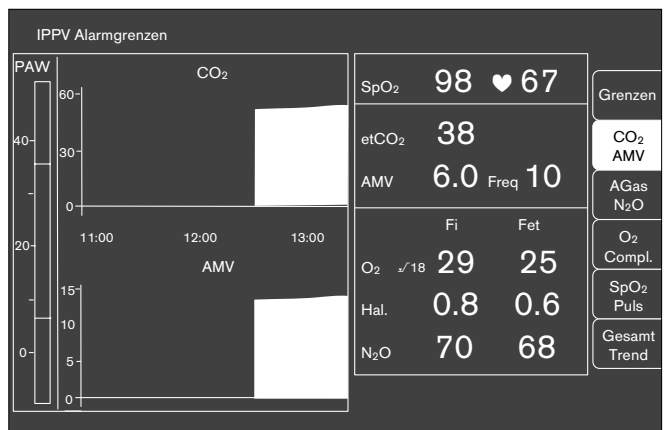 IPPV Alarmgrenzen
PAW
40
20
0
CO₂
60
30
0
11:00 12:00 13:00
AMV
15
10
5
0
SpO₂ 98 ♥ 67
etCO₂ 38
AMV 6.0 Freq 10
Fi Fet
O₂ 18 29 25
Hal. 0.8 0.6
N₂O 70 68
Grenzen
CO₂
AMV
AGas
N₂O
O₂
Compl.
SpO₂
Puls
Gesamt
Trend